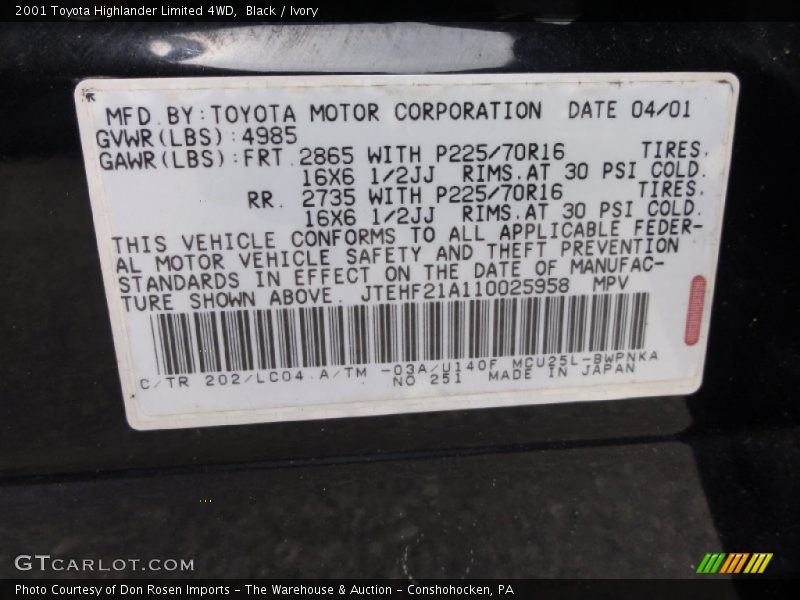 2001 Toyota Highlander Limited 4WD, Black / Ivory
MFD.BY:TOYOTA MOTOR CORPORATION DATE 04/01
GVWR(LBS):4985
GAWR(LBS):FRT.2865 WITH P225/70R16 TIRES.
16X6 1/2JJ RIMS.AT 30 PSI COLD.
RR. 2735 WITH P225/70R16 TIRES.
16X6 1/2JJ RIMS.AT 30 PSI COLD.
THIS VEHICLE CONFORMS TO ALL APPLICABLE FEDER-
AL MOTOR VEHICLE SAFETY AND THEFT PREVENTION
STANDARDS IN EFFECT ON THE DATE OF MANUFAC-
TURE SHOWN ABOVE. JTEHF21A110025958 MPV
C/TR 202/LC04.A/TM -03A/U140F MCU25L-BWPNKA
NO 251 MADE IN JAPAN
GTCARLOT.COM
Photo Courtesy of Don Rosen Imports - The Warehouse & Auction - Conshohocken, PA